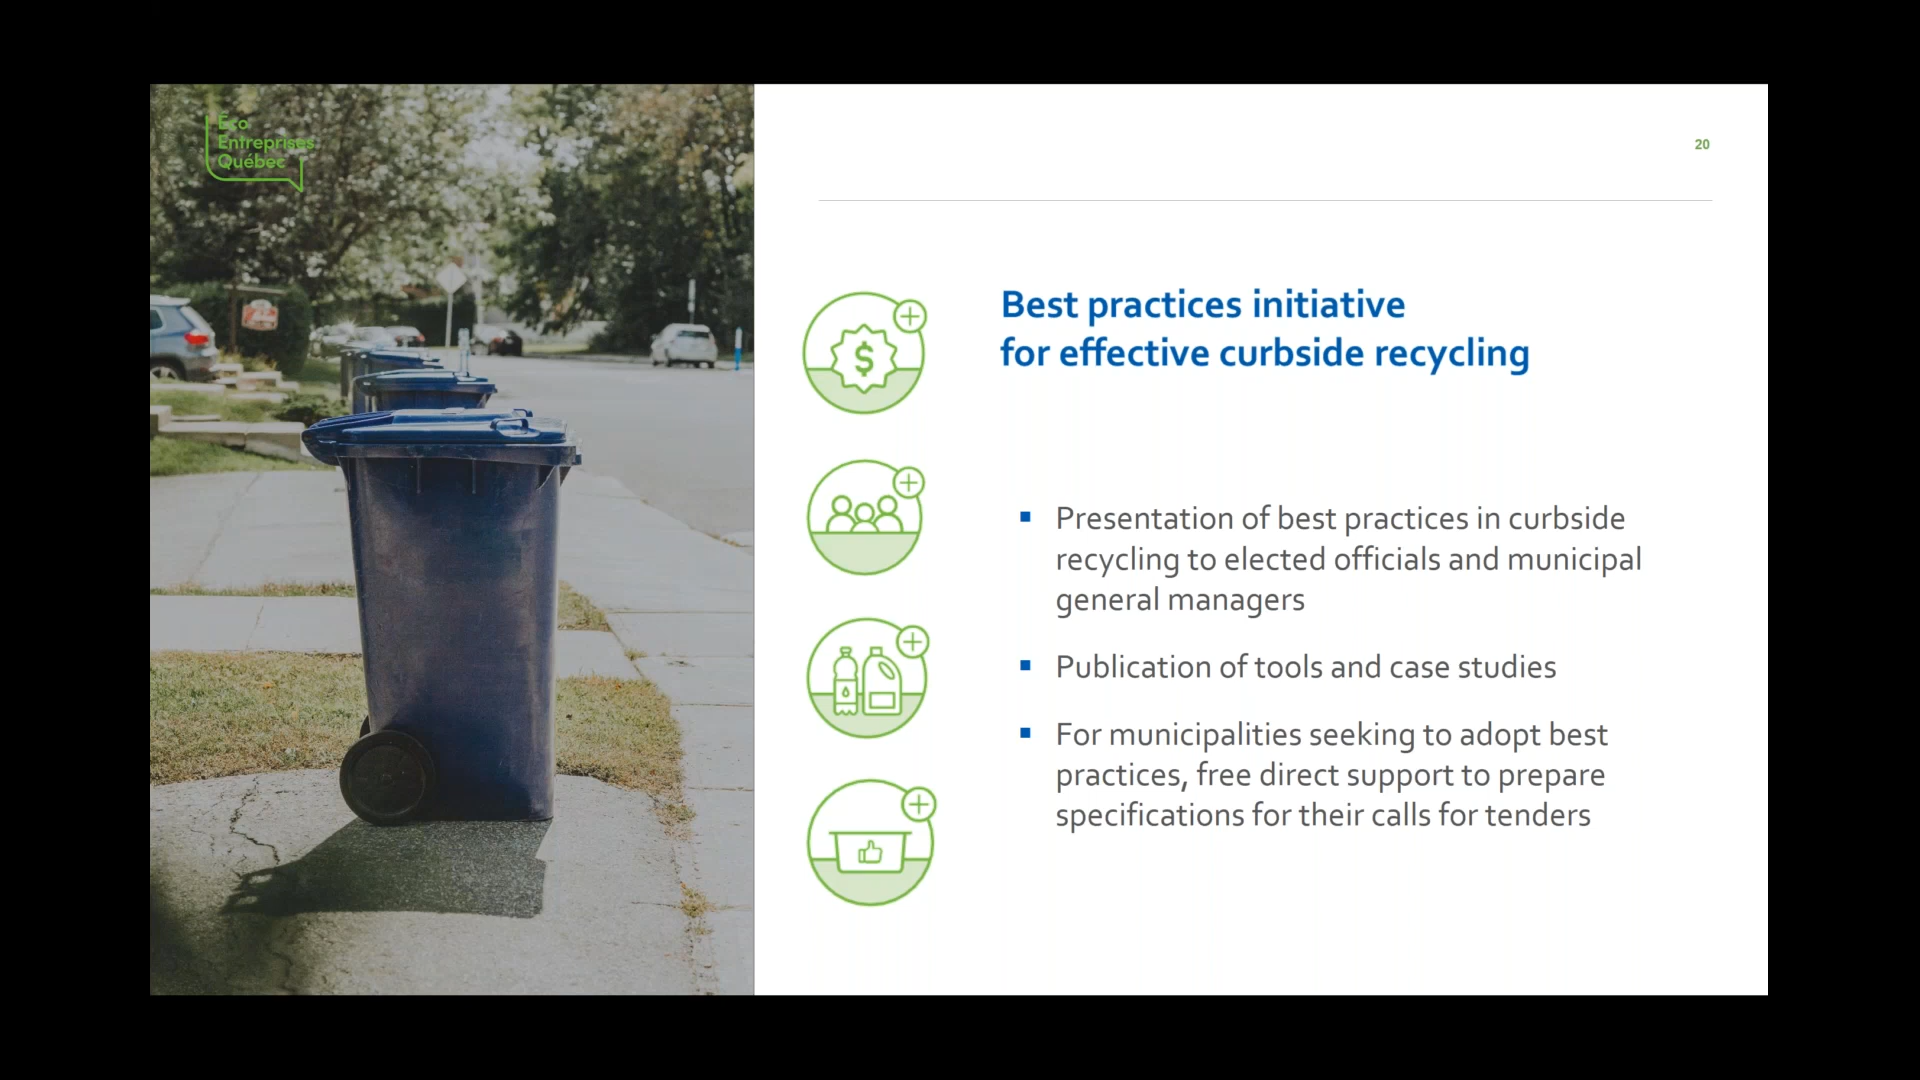 Éco
Entreprises
Québec
20
Best practices initiative
for effective curbside recycling
$
▪ Presentation of best practices in curbside
recycling to elected officials and municipal
general managers
▪ Publication of tools and case studies
▪ For municipalities seeking to adopt best
practices, free direct support to prepare
specifications for their calls for tenders